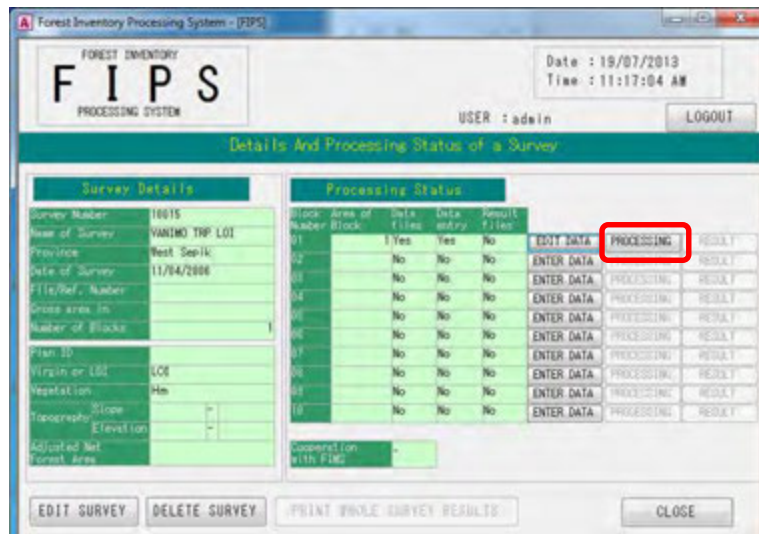 Forest Inventory Processing System - [FIPS]
FOREST INVENTORY
F I P S
PROCESSING SYSTEM
Date : 19/07/2013
Time : 11:17:04 AM
USER : admin
LOGOUT
Details And Processing Status of a Survey
Survey Details
Survey Number 10015
Name of Survey VANIMO TRP LOI
Province West Sepik
Date of Survey 11/04/2006
File/Ref. Number
Gross area in
Number of Blocks 1
Plan ID
Virgin or LOI LOI
Vegetation Hm
Topography Slope -
Elevation -
Adjusted Net
Forest Area
Processing Status
Block Number Area of Block Data files Data entry Result files
01 1 Yes Yes No EDIT DATA PROCESSING RESULT
02 No No No ENTER DATA PROCESSING RESULT
03 No No No ENTER DATA PROCESSING RESULT
04 No No No ENTER DATA PROCESSING RESULT
05 No No No ENTER DATA PROCESSING RESULT
06 No No No ENTER DATA PROCESSING RESULT
07 No No No ENTER DATA PROCESSING RESULT
08 No No No ENTER DATA PROCESSING RESULT
09 No No No ENTER DATA PROCESSING RESULT
10 No No No ENTER DATA PROCESSING RESULT
Cooperation
with FIMS -
EDIT SURVEY DELETE SURVEY PRINT WHOLE SURVEY RESULTS CLOSE